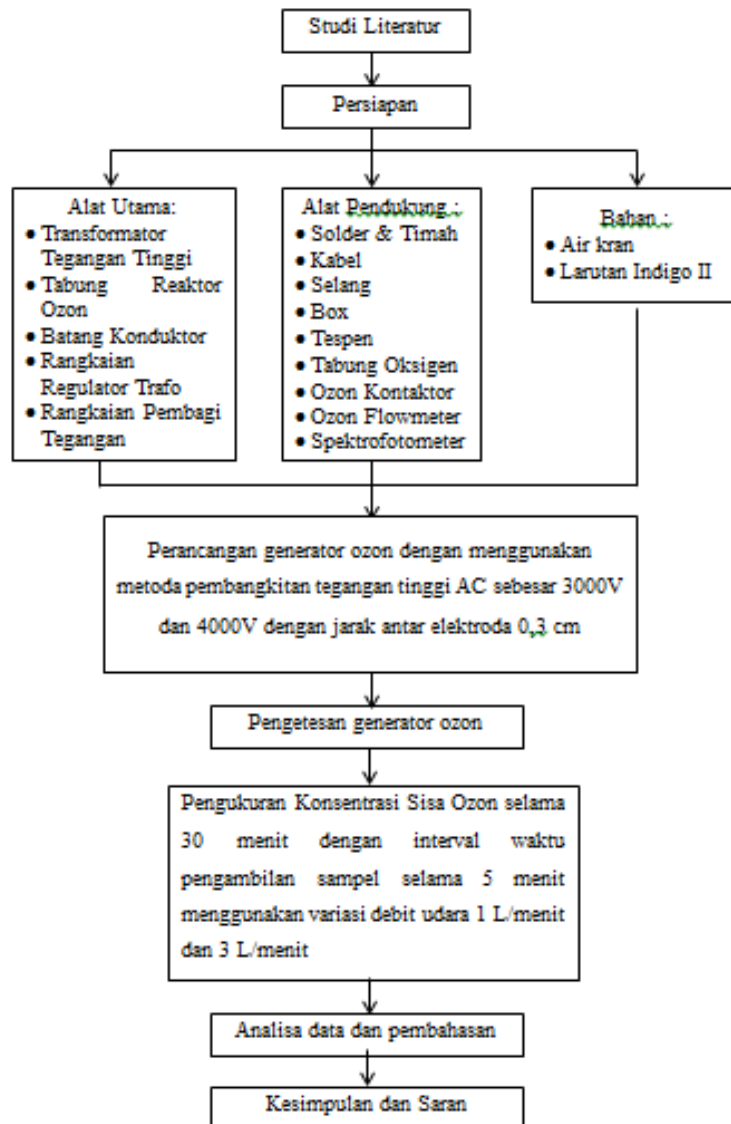 Studi Literatur
Persiapan
Alat Utama:
● Transformator
Tegangan Tinggi
● Tabung Reaktor
Ozon
● Batang Konduktor
● Rangkaian
Regulator Trafo
● Rangkaian Pembagi
Tegangan
Alat Pendukung :
● Solder & Timah
● Kabel
● Selang
● Box
● Tespen
● Tabung Oksigen
● Ozon Kontaktor
● Ozon Flowmeter
● Spektrofotometer
Bahan :
● Air kran
● Larutan Indigo II
Perancangan generator ozon dengan menggunakan
metoda pembangkitan tegangan tinggi AC sebesar 3000V
dan 4000V dengan jarak antar elektroda 0,3 cm
Pengetesan generator ozon
Pengukuran Konsentrasi Sisa Ozon selama
30 menit dengan interval waktu
pengambilan sampel selama 5 menit
menggunakan variasi debit udara 1 L/menit
dan 3 L/menit
Analisa data dan pembahasan
Kesimpulan dan Saran